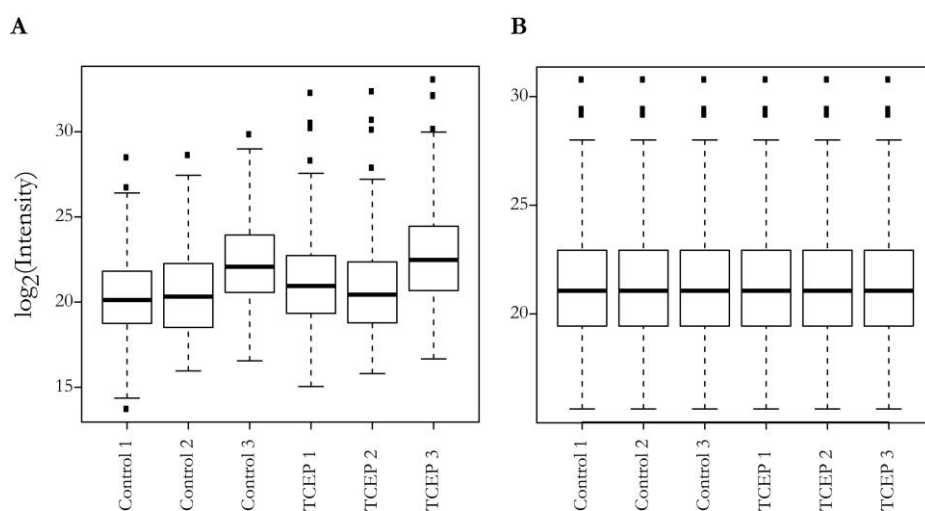 A
B
log2(Intensity)
30
25
20
15
30
25
20
Control 1
Control 2
Control 3
TCEP 1
TCEP 2
TCEP 3
Control 1
Control 2
Control 3
TCEP 1
TCEP 2
TCEP 3